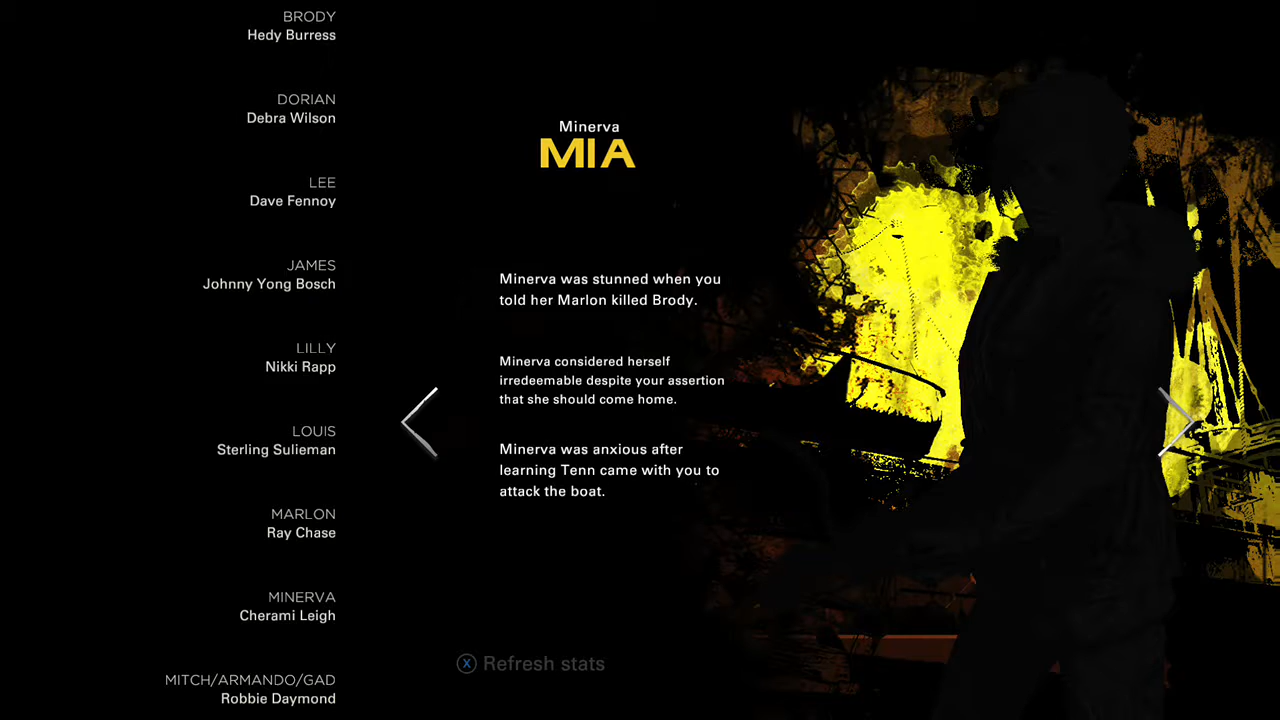 BRODY
Hedy Burress
DORIAN
Debra Wilson
LEE
Dave Fennoy
JAMES
Johnny Yong Bosch
LILLY
Nikki Rapp
LOUIS
Sterling Sulieman
MARLON
Ray Chase
MINERVA
Cherami Leigh
MITCH/ARMANDO/GAD
Robbie Daymond
Minerva
MIA
Minerva was stunned when you
told her Marlon killed Brody.
Minerva considered herself
irredeemable despite your assertion
that she should come home.
Minerva was anxious after
learning Tenn came with you to
attack the boat.
X Refresh stats